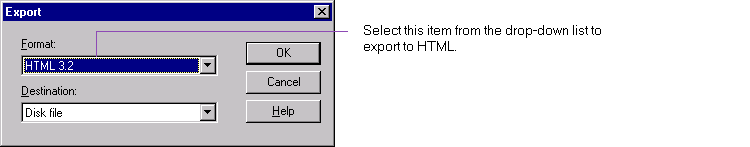 Export
Format:
HTML 3.2
Destination:
Disk file
OK
Cancel
Help
Select this item from the drop-down list to
export to HTML.